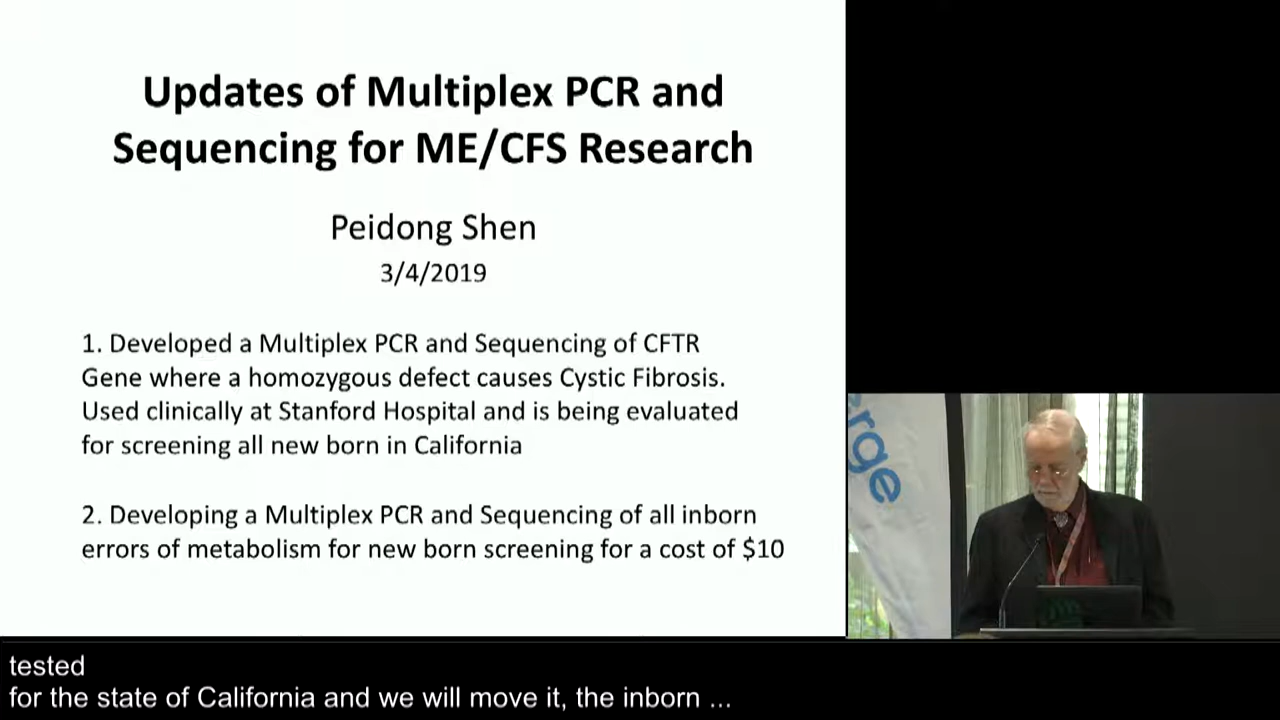 Updates of Multiplex PCR and
Sequencing for ME/CFS Research
Peidong Shen
3/4/2019
1. Developed a Multiplex PCR and Sequencing of CFTR
Gene where a homozygous defect causes Cystic Fibrosis.
Used clinically at Stanford Hospital and is being evaluated
for screening all new born in California
2. Developing a Multiplex PCR and Sequencing of all inborn
errors of metabolism for new born screening for a cost of $10
erge
tested
for the state of California and we will move it, the inborn ...